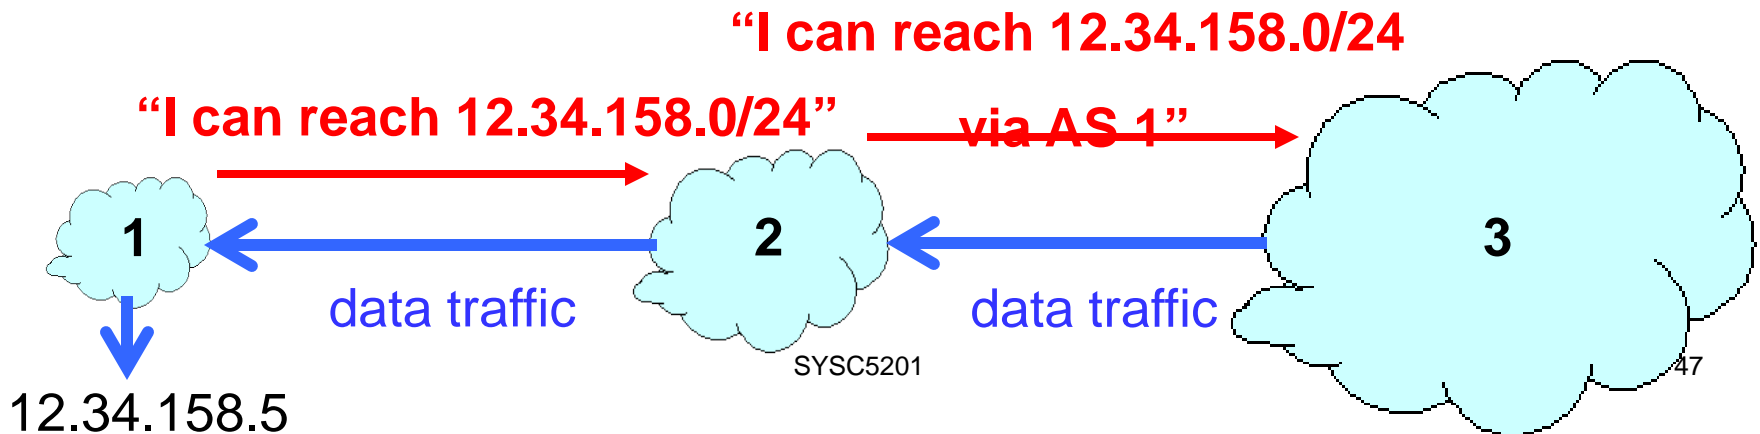 “I can reach 12.34.158.0/24
“I can reach 12.34.158.0/24”
via AS 1”
1
2
3
data traffic
data traffic
SYSC5201
47
12.34.158.5